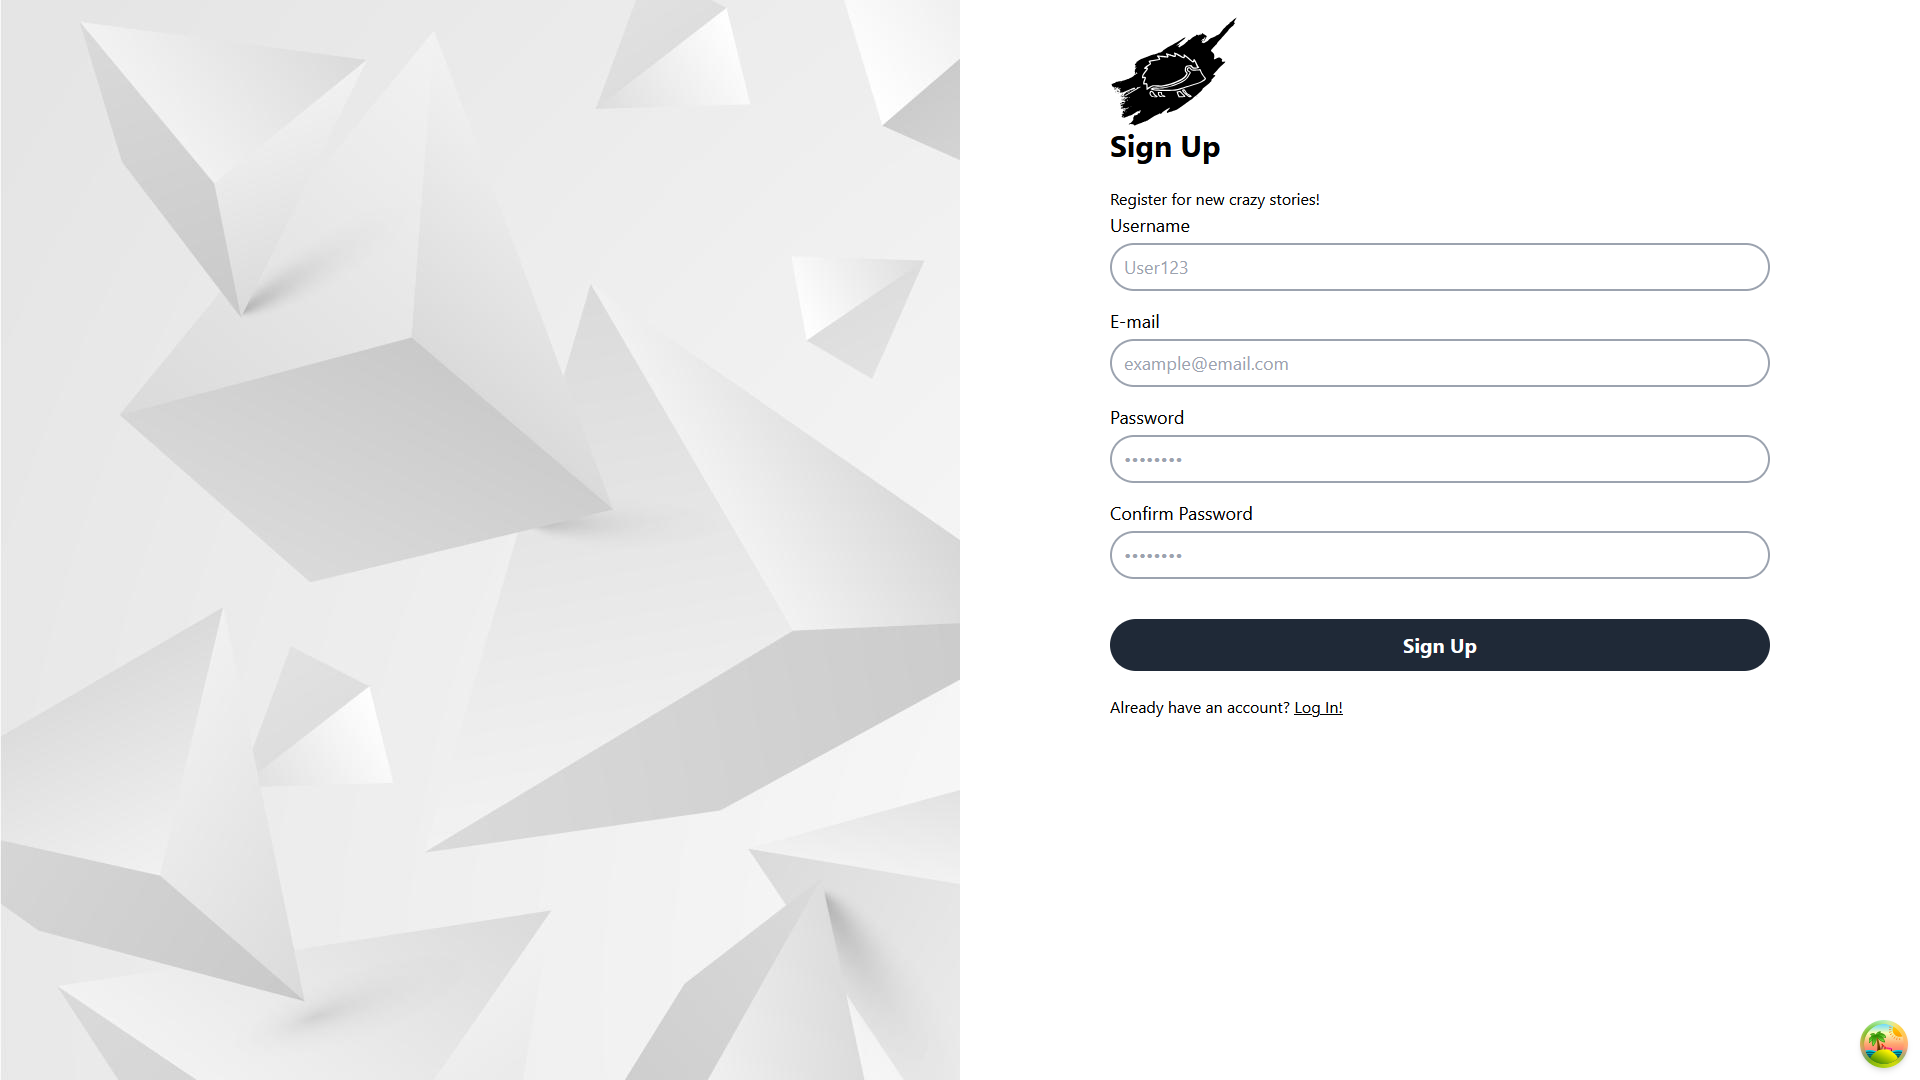 Sign Up
Register for new crazy stories!
Username
User123
E-mail
example@email.com
Password
••••••••
Confirm Password
••••••••
Sign Up
Already have an account? Log In!